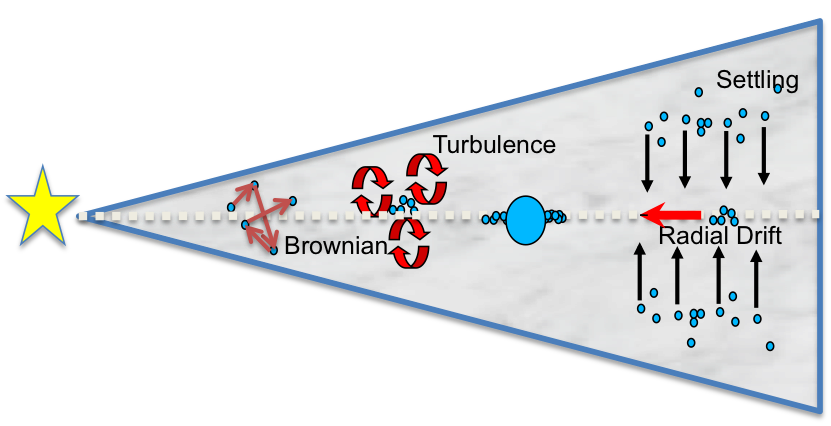 Settling
Turbulence
Radial Drift
Brownian